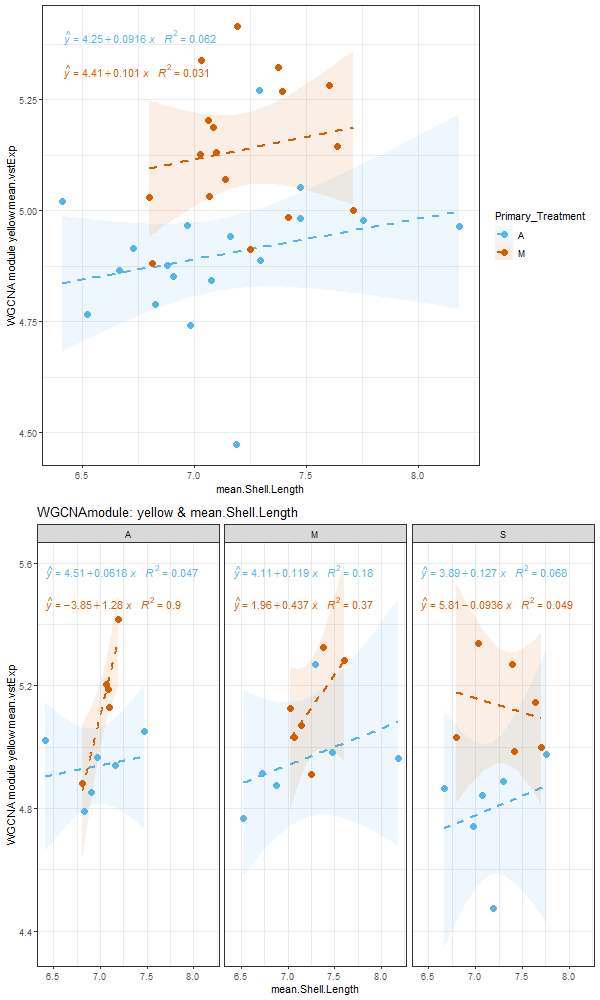 ŷ = 4.25+0.0916 x R² = 0.062
ŷ = 4.41+0.101 x R² = 0.031
5.25
5.00
4.75
4.50
WGCNA module yellow mean.vstExp
6.5 7.0 7.5 8.0
mean.Shell.Length
Primary_Treatment
A
M
WGCNAmodule: yellow & mean.Shell.Length
A M S
ŷ = 4.51+0.0618 x R² = 0.047 ŷ = 4.11+0.119 x R² = 0.18 ŷ = 3.89+0.127 x R² = 0.068
ŷ = −3.85+1.28 x R² = 0.9 ŷ = 1.96+0.437 x R² = 0.37 ŷ = 5.81−0.0936 x R² = 0.049
5.6
5.2
4.8
4.4
WGCNA module yellow mean.vstExp
6.5 7.0 7.5 8.0 6.5 7.0 7.5 8.0 6.5 7.0 7.5 8.0
mean.Shell.Length